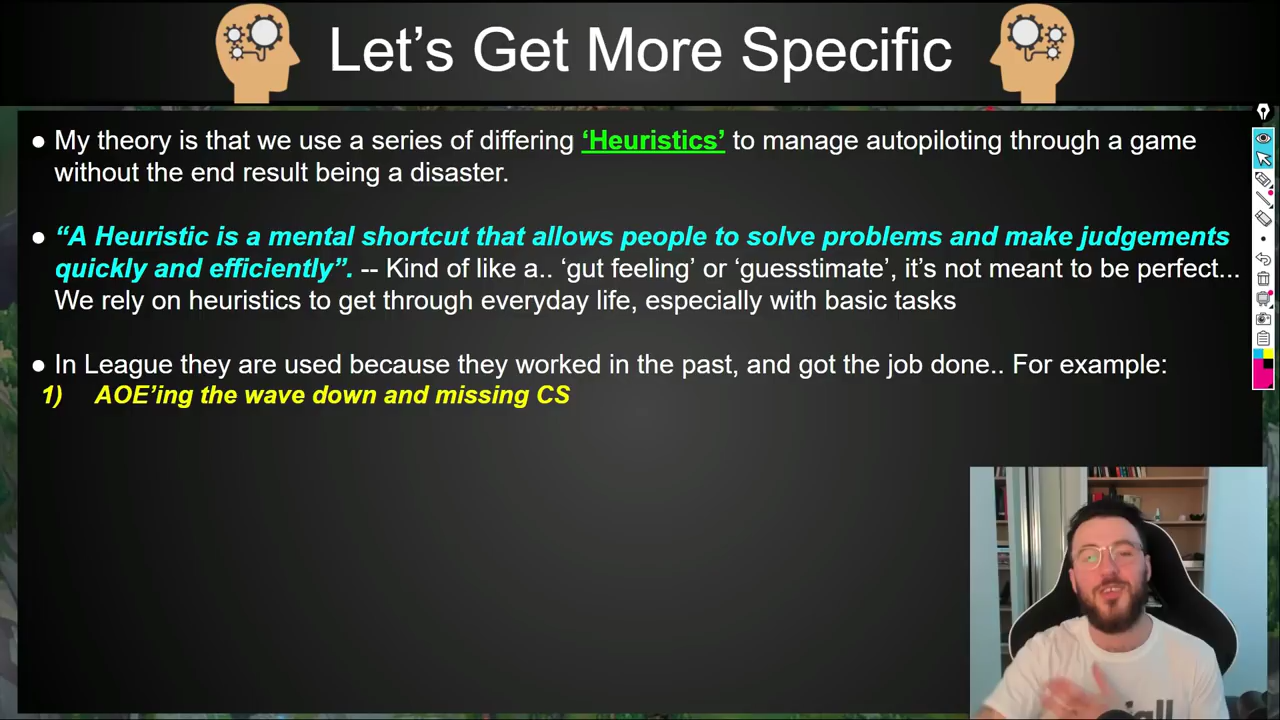 Let’s Get More Specific
● My theory is that we use a series of differing ‘Heuristics’ to manage autopiloting through a game
without the end result being a disaster.
● “A Heuristic is a mental shortcut that allows people to solve problems and make judgements
quickly and efficiently”. -- Kind of like a.. ‘gut feeling’ or ‘guesstimate’, it’s not meant to be perfect...
We rely on heuristics to get through everyday life, especially with basic tasks
● In League they are used because they worked in the past, and got the job done.. For example:
1) AOE’ing the wave down and missing CS